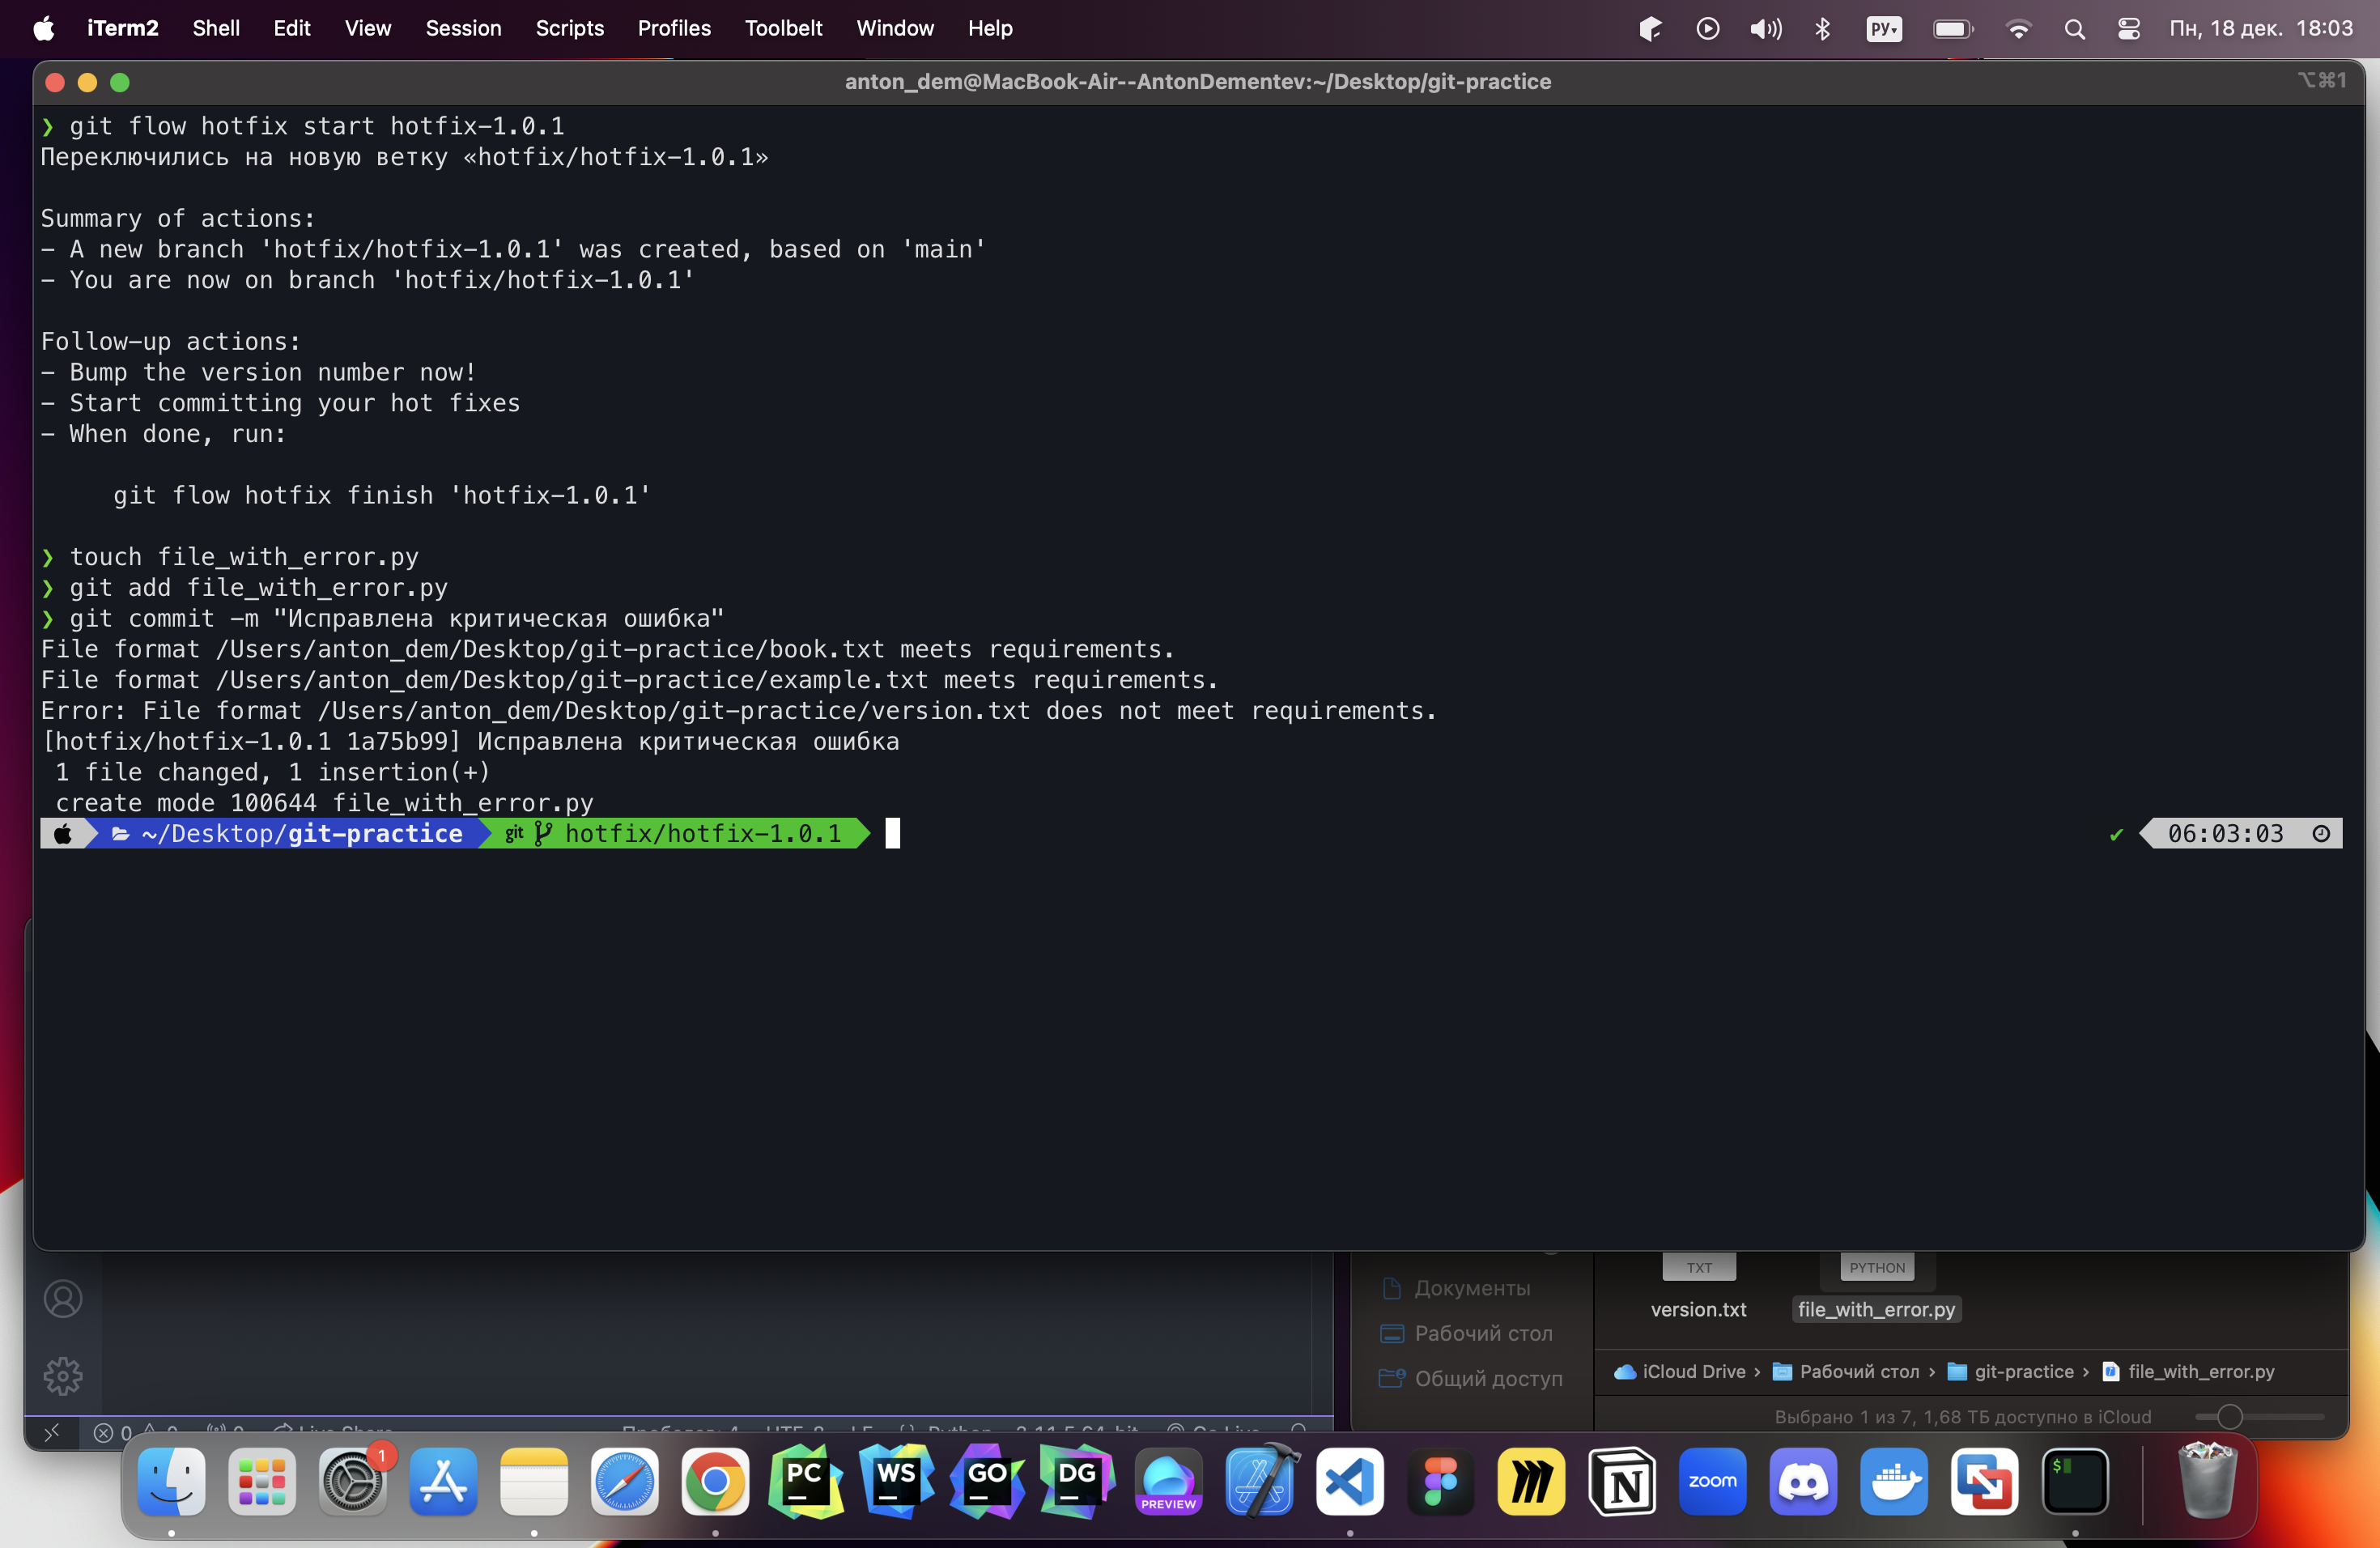 iTerm2 Shell Edit View Session Scripts Profiles Toolbelt Window Help РУ Пн, 18 дек. 18:03
anton_dem@MacBook-Air--AntonDementev:~/Desktop/git-practice ⌥⌘1
❯ git flow hotfix start hotfix-1.0.1
Переключились на новую ветку «hotfix/hotfix-1.0.1»
Summary of actions:
- A new branch 'hotfix/hotfix-1.0.1' was created, based on 'main'
- You are now on branch 'hotfix/hotfix-1.0.1'
Follow-up actions:
- Bump the version number now!
- Start committing your hot fixes
- When done, run:
git flow hotfix finish 'hotfix-1.0.1'
❯ touch file_with_error.py
❯ git add file_with_error.py
❯ git commit -m "Исправлена критическая ошибка"
File format /Users/anton_dem/Desktop/git-practice/book.txt meets requirements.
File format /Users/anton_dem/Desktop/git-practice/example.txt meets requirements.
Error: File format /Users/anton_dem/Desktop/git-practice/version.txt does not meet requirements.
[hotfix/hotfix-1.0.1 1a75b99] Исправлена критическая ошибка
1 file changed, 1 insertion(+)
create mode 100644 file_with_error.py
~/Desktop/git-practice git hotfix/hotfix-1.0.1 ✔ 06:03:03
TXT PYTHON
Документы
version.txt file_with_error.py
Рабочий стол
iCloud Drive › Рабочий стол › git-practice › file_with_error.py
Общий доступ
Выбрано 1 из 7, 1,68 ТБ доступно в iCloud
1
PC WS GO DG PREVIEW zoom $